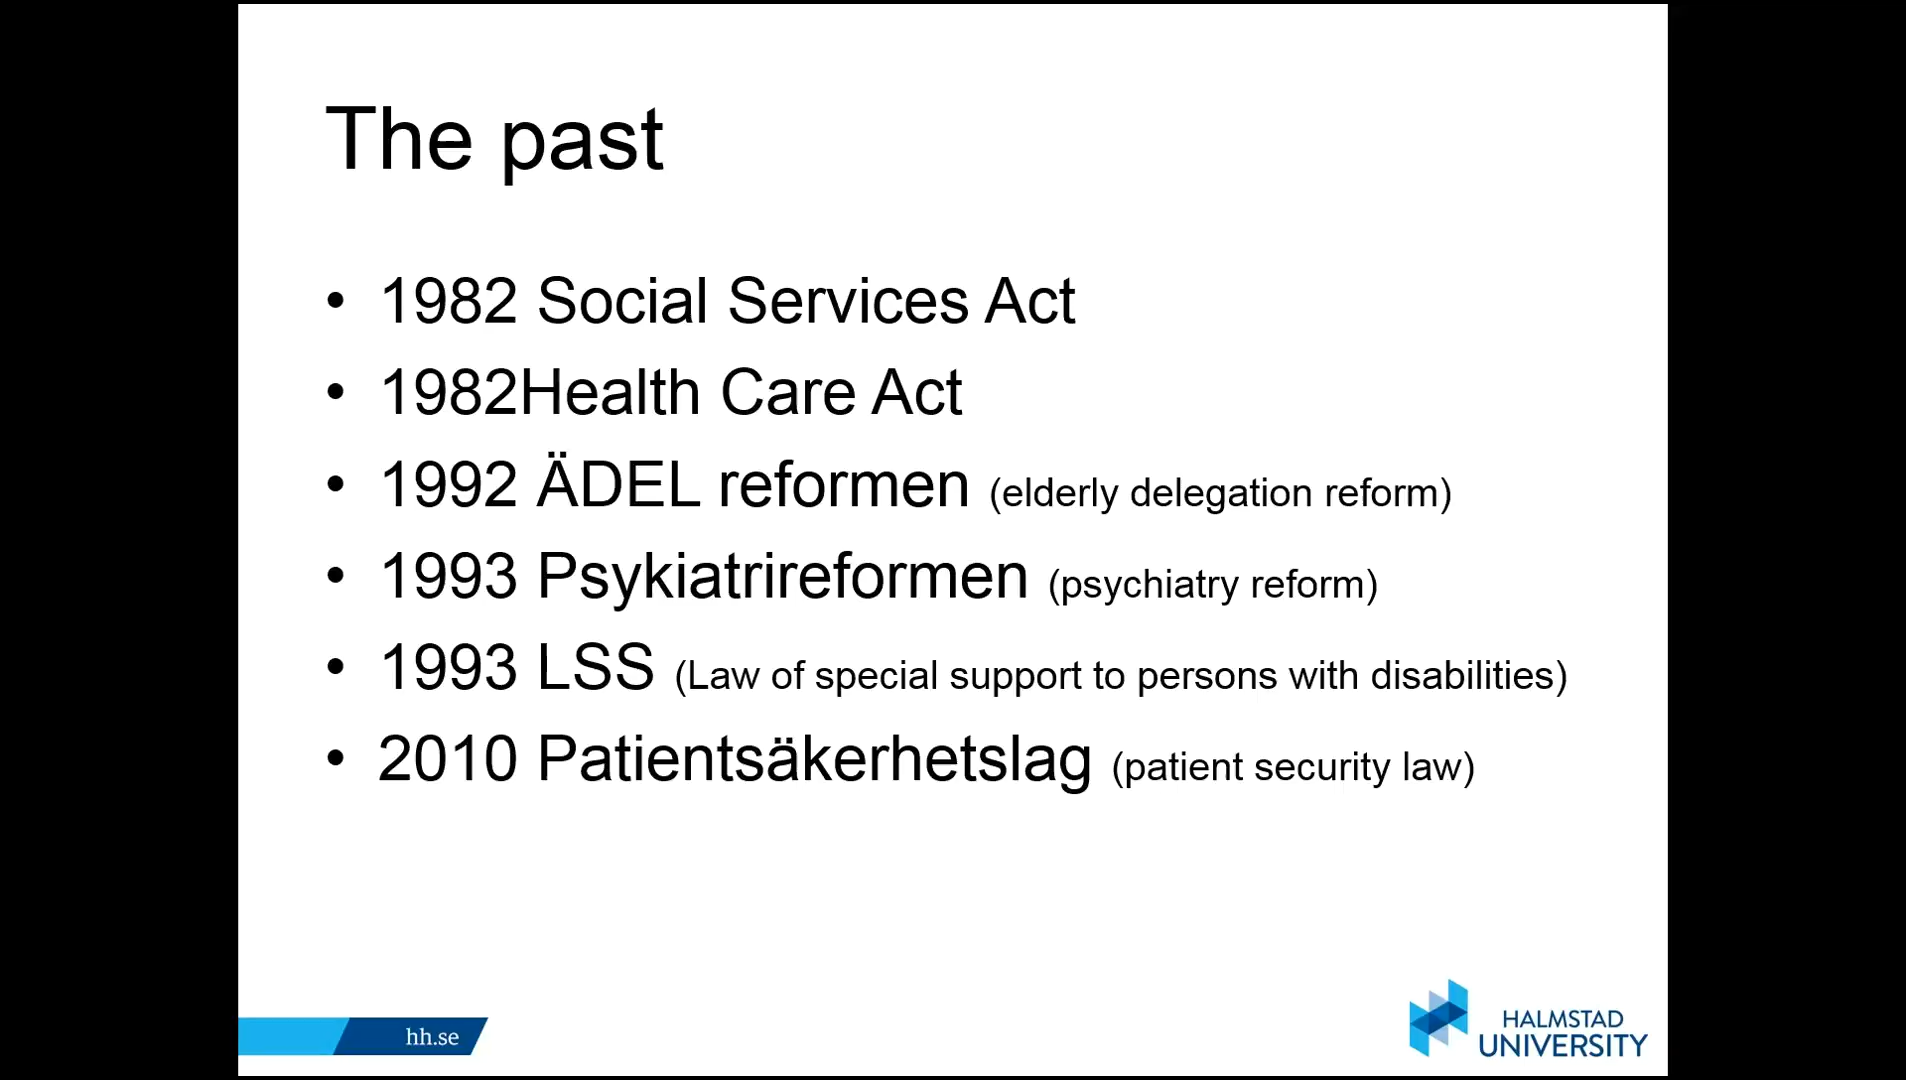 The past
• 1982 Social Services Act
• 1982Health Care Act
• 1992 ÄDEL reformen (elderly delegation reform)
• 1993 Psykiatrireformen (psychiatry reform)
• 1993 LSS (Law of special support to persons with disabilities)
• 2010 Patientsäkerhetslag (patient security law)
hh.se
HALMSTAD
UNIVERSITY